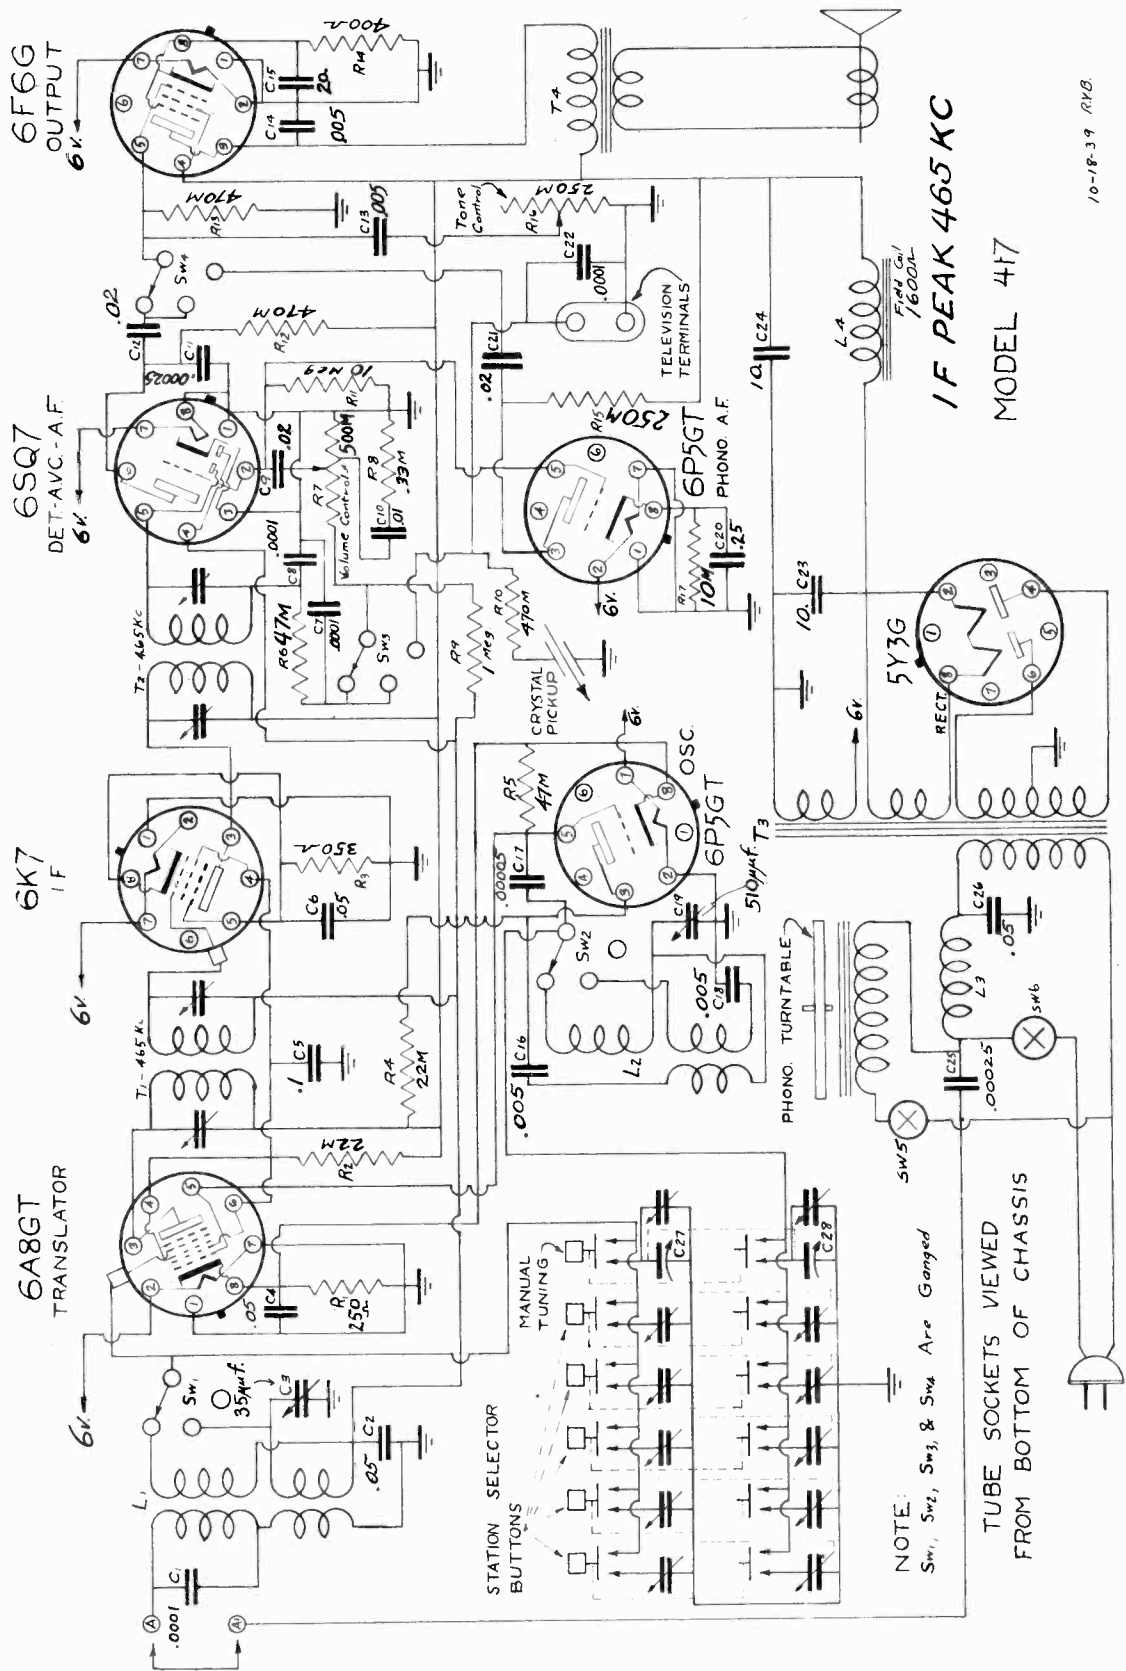 6A8GT
TRANSLATOR
6K7
IF
6SQ7
DET.-AVC.-A.F.
6F6G
OUTPUT
6V.
6V.
6V.
6V.
A
A
.0001
C1
L1
Sw1
35μμf.
C3
C2
.05
.05
C4
R1
250Ω
R2
22M
T1-465Kc
.1
C5
R4
22M
C6
.05
R3
350Ω
T2-465Kc
R6 47M
C7
.0001
C8
.0001
Sw3
C9
.02
R7
500M
Volume Control
C10
.01
R8
.33M
R11
10 Meg
R9
1 Meg
R10
470M
CRYSTAL
PICKUP
C11
.00025
C12
.02
R12
470M
Sw4
R13
470M
C13
.005
C14
.005
C15
20.
R14
400Ω
T4
Tone
Control
R16
250M
C22
.0001
TELEVISION
TERMINALS
C21
.02
R15
250M
6P5GT
PHONO. A.F.
6V.
R17
10M
C20
.25
C16
.005
C17
.00005
R5
47M
Sw2
L2
6V.
OSC.
6P5GT
C19
510μμf.
C18
.005
T3
6V.
RECT.
5Y3G
10.
C23
10.
C24
L4
Field Coil
1600Ω
IF PEAK 465 KC
MODEL 417
10-18-39 R.V.B.
STATION SELECTOR
BUTTONS
MANUAL
TUNING
C27
C28
PHONO. TURNTABLE
SW5
SW6
L3
C26
.05
C25
.00025
NOTE:
Sw1, Sw2, Sw3, & Sw4 Are Ganged
TUBE SOCKETS VIEWED
FROM BOTTOM OF CHASSIS